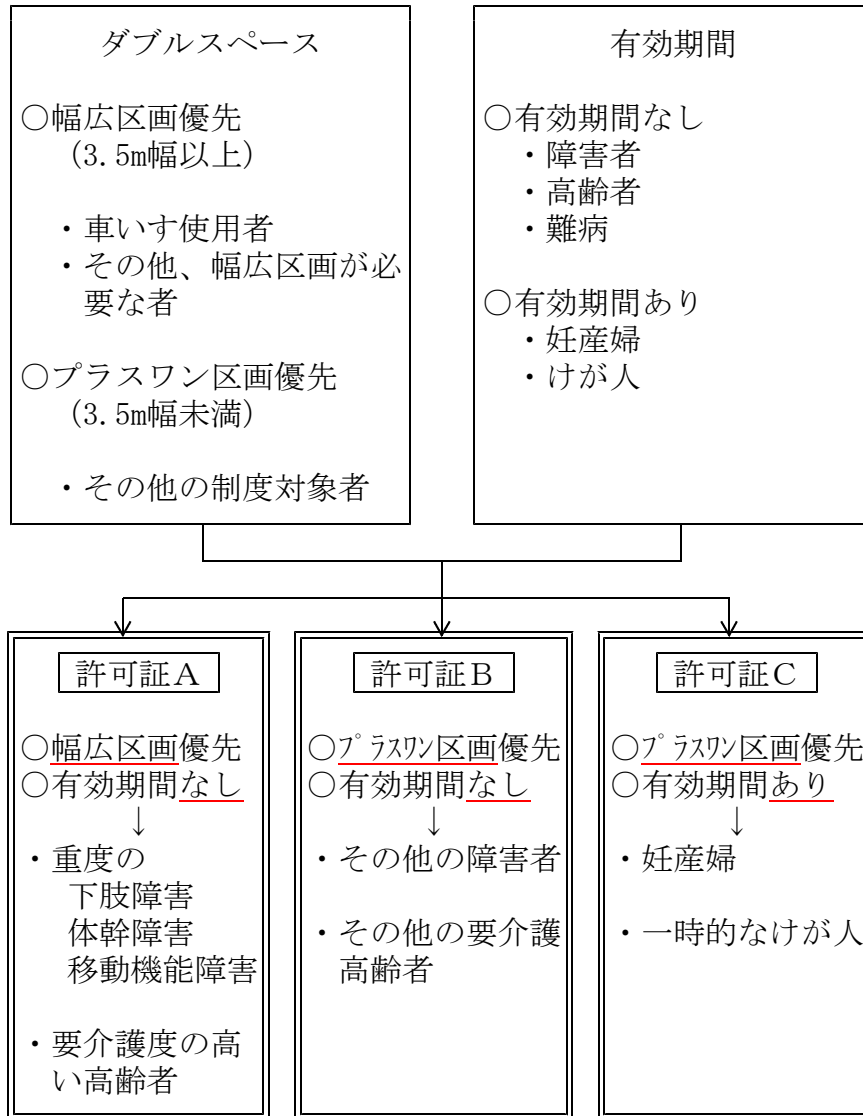 ダブルスペース
○幅広区画優先
(3.5m幅以上)
・車いす使用者
・その他、幅広区画が必
要な者
○プラスワン区画優先
(3.5m幅未満)
・その他の制度対象者
有効期間
○有効期間なし
・障害者
・高齢者
・難病
○有効期間あり
・妊産婦
・けが人
許可証A
○幅広区画優先
○有効期間なし
↓
・重度の
下肢障害
体幹障害
移動機能障害
・要介護度の高
い高齢者
許可証B
○プラスワン区画優先
○有効期間なし
↓
・その他の障害者
・その他の要介護
高齢者
許可証C
○プラスワン区画優先
○有効期間あり
↓
・妊産婦
・一時的なけが人